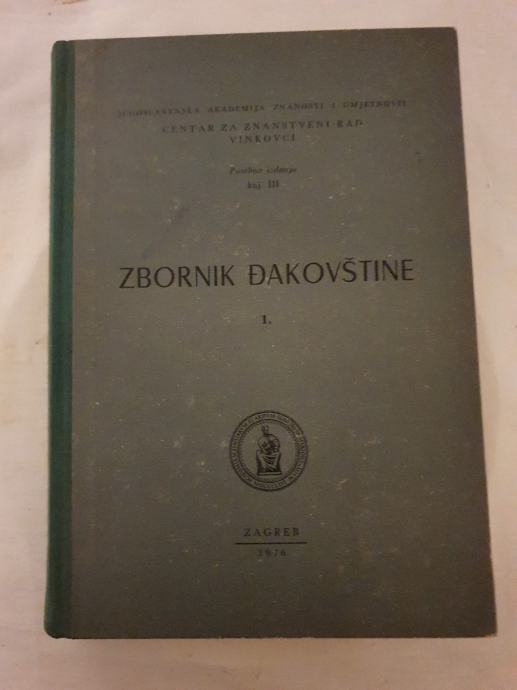 JUGOSLAVENSKA AKADEMIJA ZNANOSTI I UMJETNOSTI
CENTAR ZA ZNANSTVENI RAD
VINKOVCI
Posebna izdanja
knj. III
ZBORNIK ĐAKOVŠTINE
1.
ZAGREB
1976